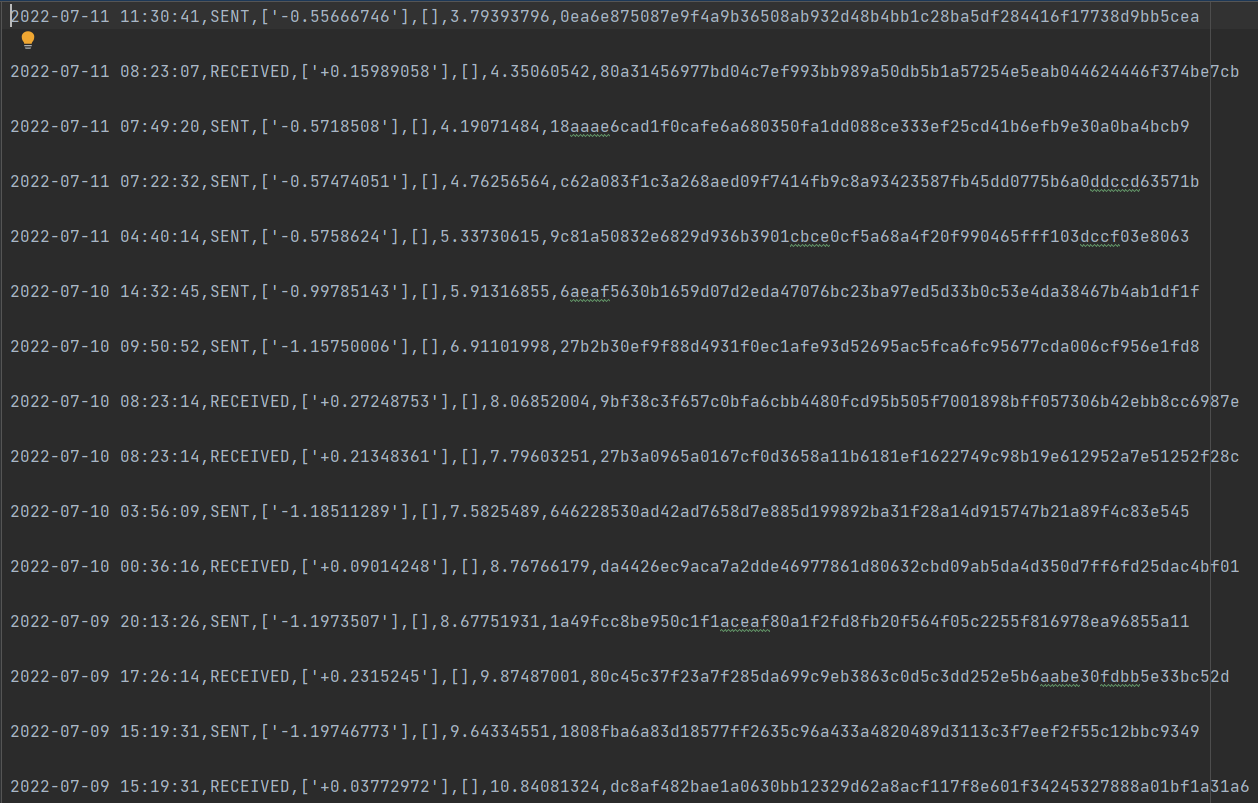 2022-07-11 11:30:41,SENT,['-0.55666746'],[],3.79393796,0ea6e875087e9f4a9b36508ab932d48b4bb1c28ba5df284416f17738d9bb5cea
2022-07-11 08:23:07,RECEIVED,['+0.15989058'],[],4.35060542,80a31456977bd04c7ef993bb989a50db5b1a57254e5eab044624446f374be7cb
2022-07-11 07:49:20,SENT,['-0.5718508'],[],4.19071484,18aaae6cad1f0cafe6a680350fa1dd088ce333ef25cd41b6efb9e30a0ba4bcb9
2022-07-11 07:22:32,SENT,['-0.57474051'],[],4.76256564,c62a083f1c3a268aed09f7414fb9c8a93423587fb45dd0775b6a0ddccd63571b
2022-07-11 04:40:14,SENT,['-0.5758624'],[],5.33730615,9c81a50832e6829d936b3901cbce0cf5a68a4f20f990465fff103dccf03e8063
2022-07-10 14:32:45,SENT,['-0.99785143'],[],5.91316855,6aeaf5630b1659d07d2eda47076bc23ba97ed5d33b0c53e4da38467b4ab1df1f
2022-07-10 09:50:52,SENT,['-1.15750006'],[],6.91101998,27b2b30ef9f88d4931f0ec1afe93d52695ac5fca6fc95677cda006cf956e1fd8
2022-07-10 08:23:14,RECEIVED,['+0.27248753'],[],8.06852004,9bf38c3f657c0bfa6cbb4480fcd95b505f7001898bff057306b42ebb8cc6987e
2022-07-10 08:23:14,RECEIVED,['+0.21348361'],[],7.79603251,27b3a0965a0167cf0d3658a11b6181ef1622749c98b19e612952a7e51252f28c
2022-07-10 03:56:09,SENT,['-1.18511289'],[],7.5825489,646228530ad42ad7658d7e885d199892ba31f28a14d915747b21a89f4c83e545
2022-07-10 00:36:16,RECEIVED,['+0.09014248'],[],8.76766179,da4426ec9aca7a2dde46977861d80632cbd09ab5da4d350d7ff6fd25dac4bf01
2022-07-09 20:13:26,SENT,['-1.1973507'],[],8.67751931,1a49fcc8be950c1f1aceaf80a1f2fd8fb20f564f05c2255f816978ea96855a11
2022-07-09 17:26:14,RECEIVED,['+0.2315245'],[],9.87487001,80c45c37f23a7f285da699c9eb3863c0d5c3dd252e5b6aabe30fdbb5e33bc52d
2022-07-09 15:19:31,SENT,['-1.19746773'],[],9.64334551,1808fba6a83d18577ff2635c96a433a4820489d3113c3f7eef2f55c12bbc9349
2022-07-09 15:19:31,RECEIVED,['+0.03772972'],[],10.84081324,dc8af482bae1a0630bb12329d62a8acf117f8e601f34245327888a01bf1a31a6